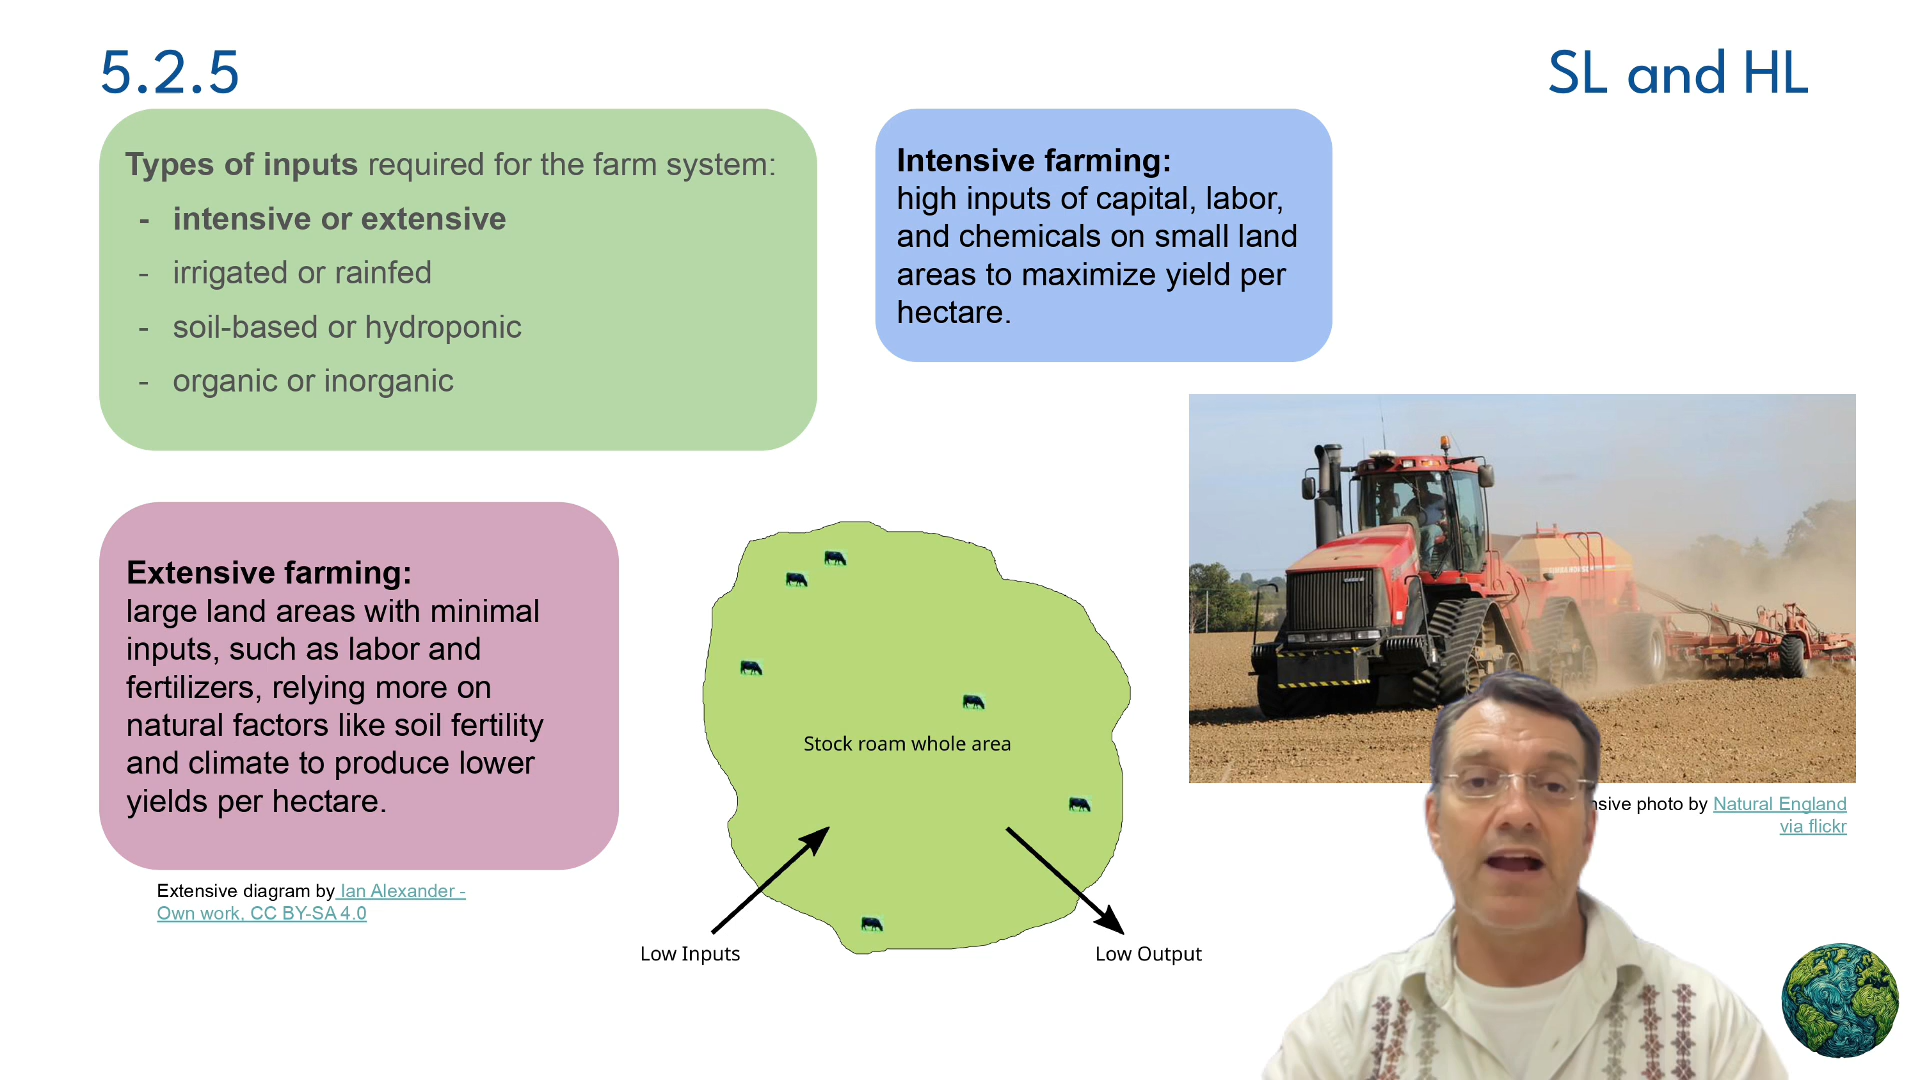 5.2.5
SL and HL
Types of inputs required for the farm system:
- intensive or extensive
- irrigated or rainfed
- soil-based or hydroponic
- organic or inorganic
Intensive farming:
high inputs of capital, labor,
and chemicals on small land
areas to maximize yield per
hectare.
Extensive farming:
large land areas with minimal
inputs, such as labor and
fertilizers, relying more on
natural factors like soil fertility
and climate to produce lower
yields per hectare.
Extensive diagram by Ian Alexander -
Own work, CC BY-SA 4.0
Stock roam whole area
Low Inputs
Low Output
photo by Natural England
via flickr